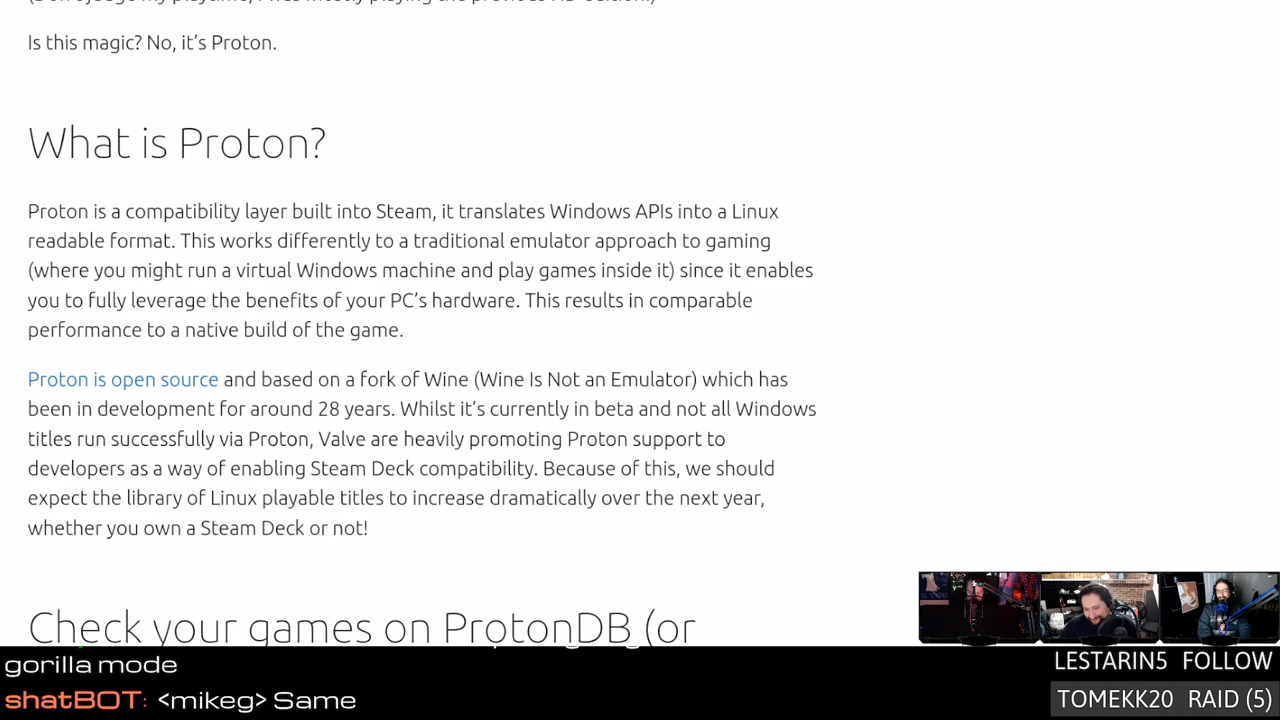 Is this magic? No, it's Proton.
What is Proton?
Proton is a compatibility layer built into Steam, it translates Windows APIs into a Linux
readable format. This works differently to a traditional emulator approach to gaming
(where you might run a virtual Windows machine and play games inside it) since it enables
you to fully leverage the benefits of your PC's hardware. This results in comparable
performance to a native build of the game.
Proton is open source and based on a fork of Wine (Wine Is Not an Emulator) which has
been in development for around 28 years. Whilst it's currently in beta and not all Windows
titles run successfully via Proton, Valve are heavily promoting Proton support to
developers as a way of enabling Steam Deck compatibility. Because of this, we should
expect the library of Linux playable titles to increase dramatically over the next year,
whether you own a Steam Deck or not!
Check your games on ProtonDB (or
gorilla mode
shatBOT: <mikeg> Same
LESTARIN5 FOLLOW
TOMEKK20 RAID (5)